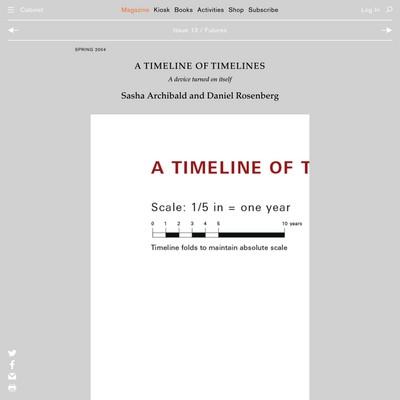 Cabinet
Magazine Kiosk Books Activities Shop Subscribe
Log In
Issue 13 / Futures
SPRING 2004
A TIMELINE OF TIMELINES
A device turned on itself
Sasha Archibald and Daniel Rosenberg
A TIMELINE OF T
Scale: 1/5 in = one year
0 1 2 3 4 5 10 years
Timeline folds to maintain absolute scale